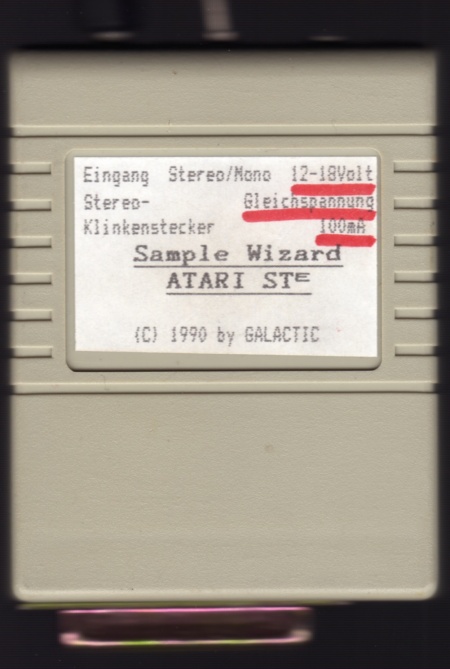 Eingang Stereo/Mono 12-18Volt
Stereo- Gleichspannung
Klinkenstecker 100mA
Sample Wizard
ATARI STE
(C) 1990 by GALACTIC